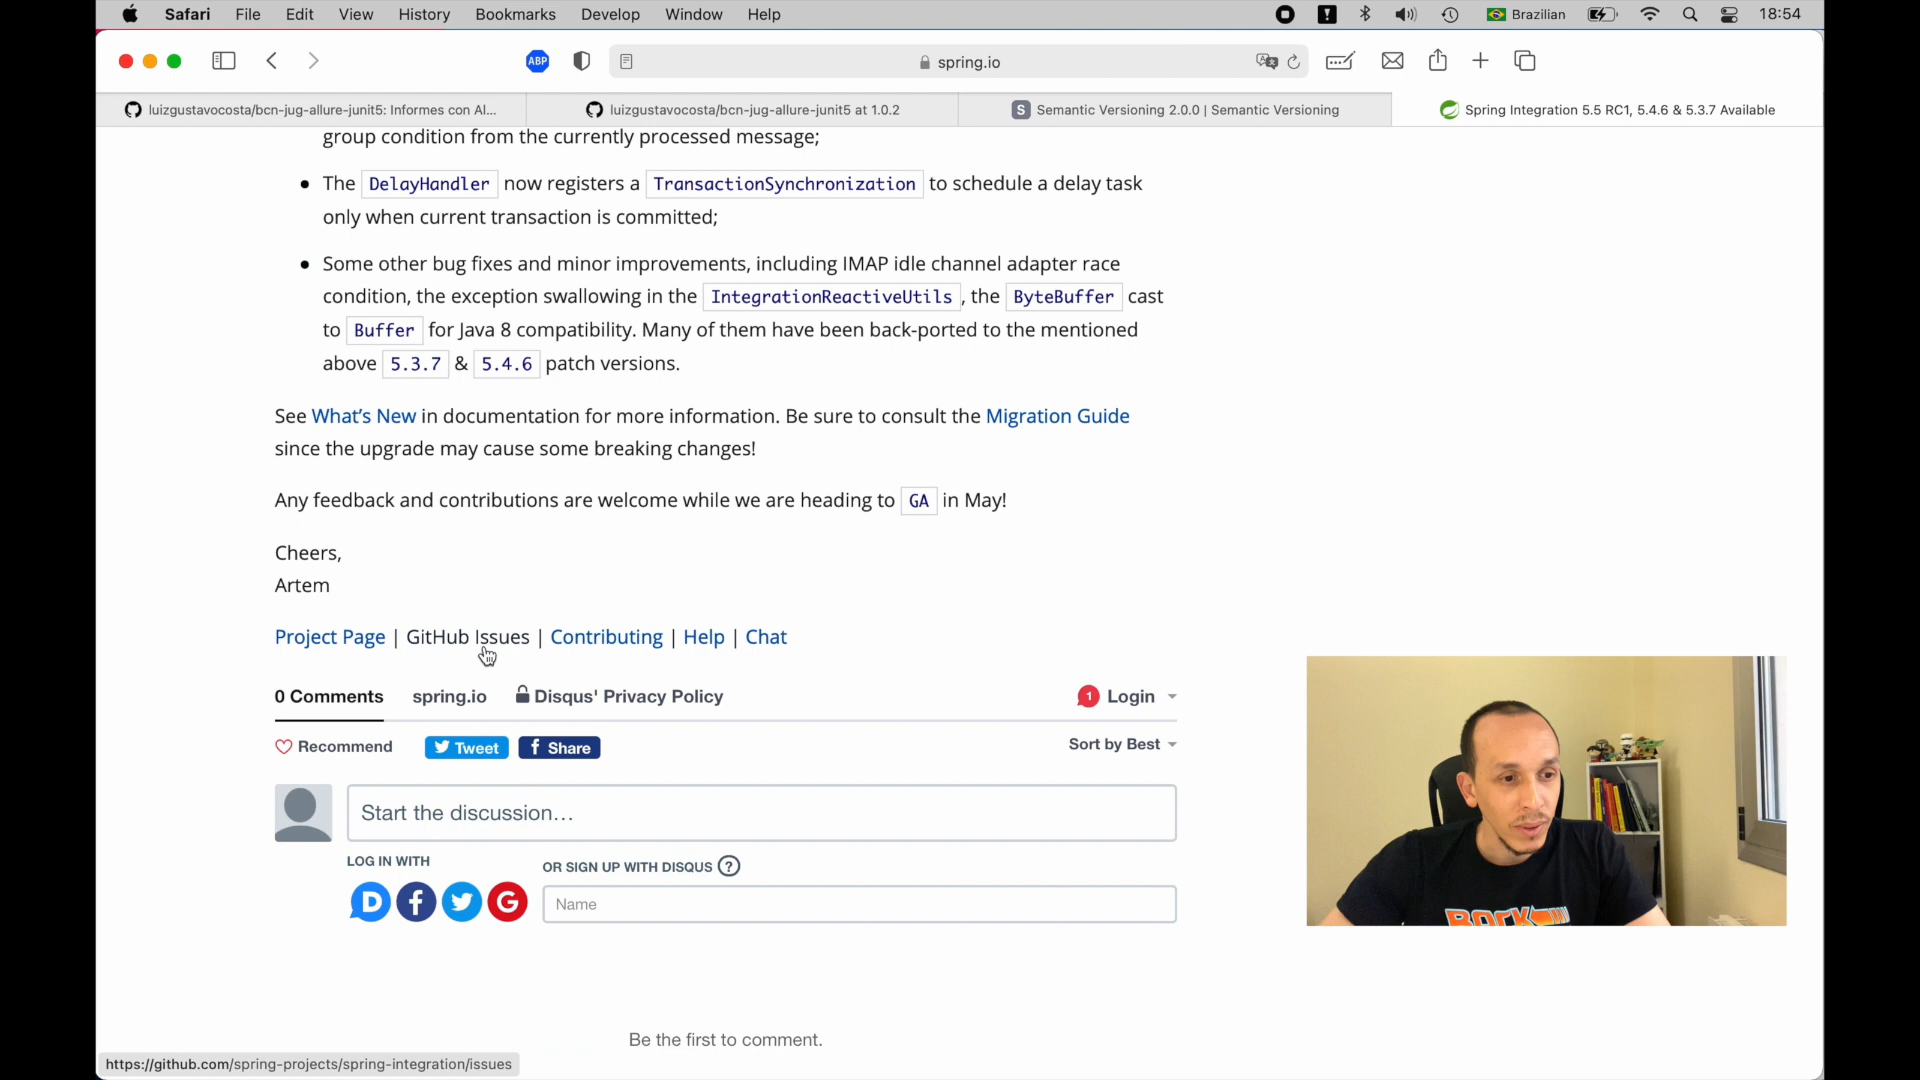 Safari File Edit View History Bookmarks Develop Window Help Brazilian 18:54
ABP spring.io
luizgustavocosta/bcn-jug-allure-junit5: Informes con Al... luizgustavocosta/bcn-jug-allure-junit5 at 1.0.2 S Semantic Versioning 2.0.0 | Semantic Versioning Spring Integration 5.5 RC1, 5.4.6 & 5.3.7 Available
group condition from the currently processed message;
• The DelayHandler now registers a TransactionSynchronization to schedule a delay task
only when current transaction is committed;
• Some other bug fixes and minor improvements, including IMAP idle channel adapter race
condition, the exception swallowing in the IntegrationReactiveUtils , the ByteBuffer cast
to Buffer for Java 8 compatibility. Many of them have been back-ported to the mentioned
above 5.3.7 & 5.4.6 patch versions.
See What's New in documentation for more information. Be sure to consult the Migration Guide
since the upgrade may cause some breaking changes!
Any feedback and contributions are welcome while we are heading to GA in May!
Cheers,
Artem
Project Page | GitHub Issues | Contributing | Help | Chat
0 Comments spring.io Disqus' Privacy Policy 1 Login
Recommend Tweet f Share Sort by Best
Start the discussion...
LOG IN WITH
OR SIGN UP WITH DISQUS ?
D f G
Name
Be the first to comment.
https://github.com/spring-projects/spring-integration/issues